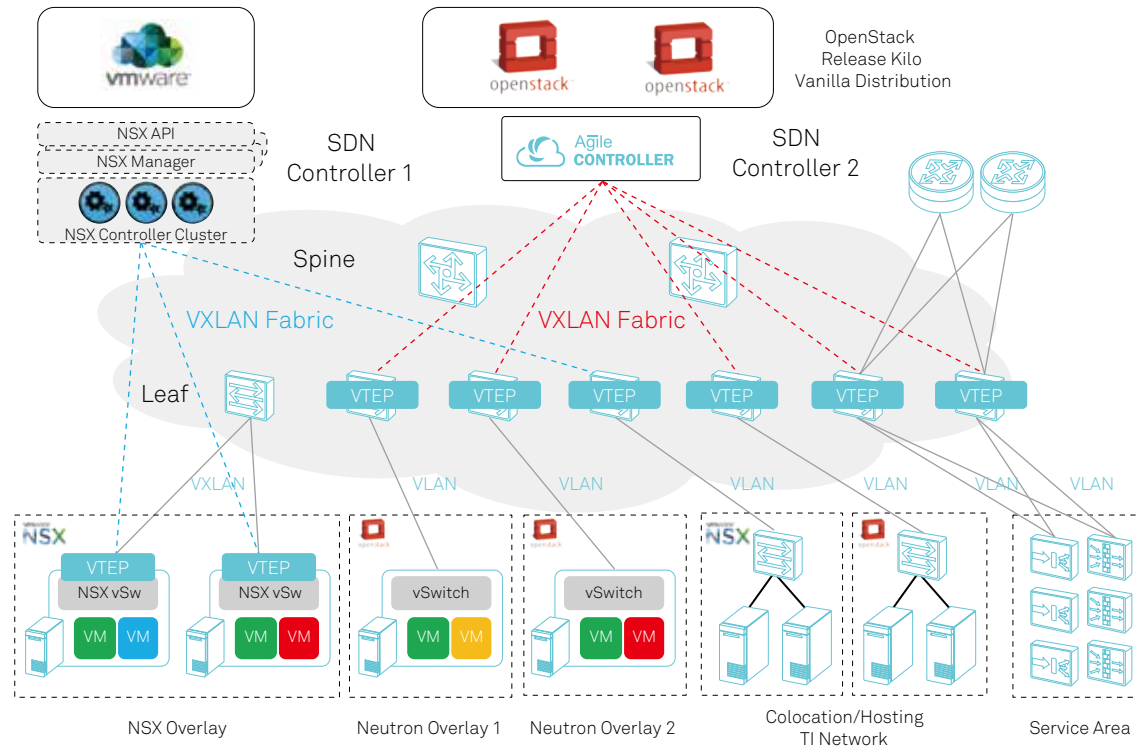 vmware
openstack
openstack
OpenStack
Release Kilo
Vanilla Distribution
NSX API
NSX Manager
NSX Controller Cluster
SDN
Controller 1
Agile
CONTROLLER
SDN
Controller 2
Spine
VXLAN Fabric
VXLAN Fabric
Leaf
VTEP
VTEP
VTEP
VTEP
VTEP
VTEP
VXLAN
VLAN
VLAN
VLAN
VLAN
VLAN
VLAN
NSX
VTEP
NSX vSw
VM
VM
VTEP
NSX vSw
VM
VM
NSX Overlay
openstack
vSwitch
VM
VM
Neutron Overlay 1
openstack
vSwitch
VM
VM
Neutron Overlay 2
NSX
openstack
Colocation/Hosting
TI Network
Service Area